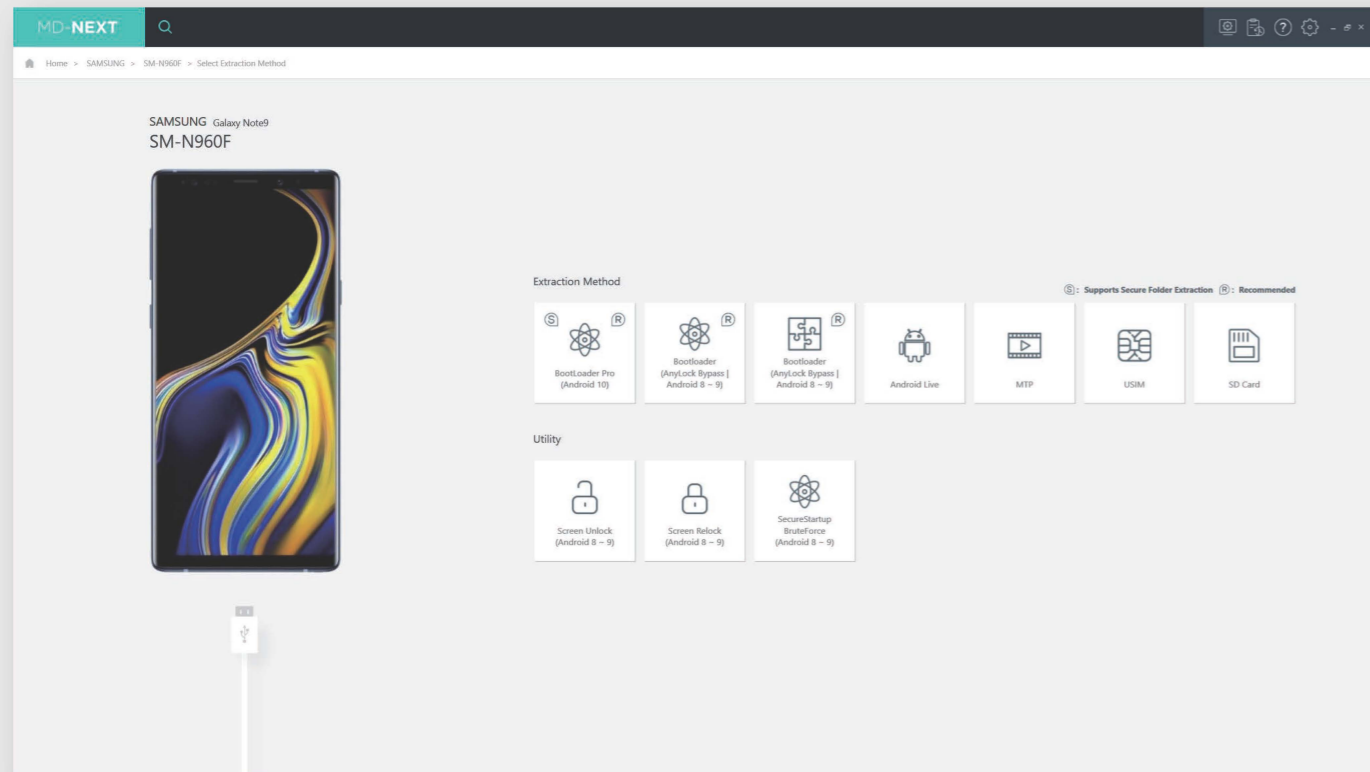 MD-NEXT
Home > SAMSUNG > SM-N960F > Select Extraction Method
SAMSUNG Galaxy Note9
SM-N960F
Extraction Method
Ⓢ : Supports Secure Folder Extraction Ⓡ : Recommended
Ⓢ Ⓡ
BootLoader Pro
(Android 10)
Ⓡ
Bootloader
(AnyLock Bypass |
Android 8 ~ 9)
Ⓡ
Bootloader
(AnyLock Bypass |
Android 8 ~ 9)
Android Live
MTP
USIM
SD Card
Utility
Screen Unlock
(Android 8 ~ 9)
Screen Relock
(Android 8 ~ 9)
SecureStartup
BruteForce
(Android 8 ~ 9)